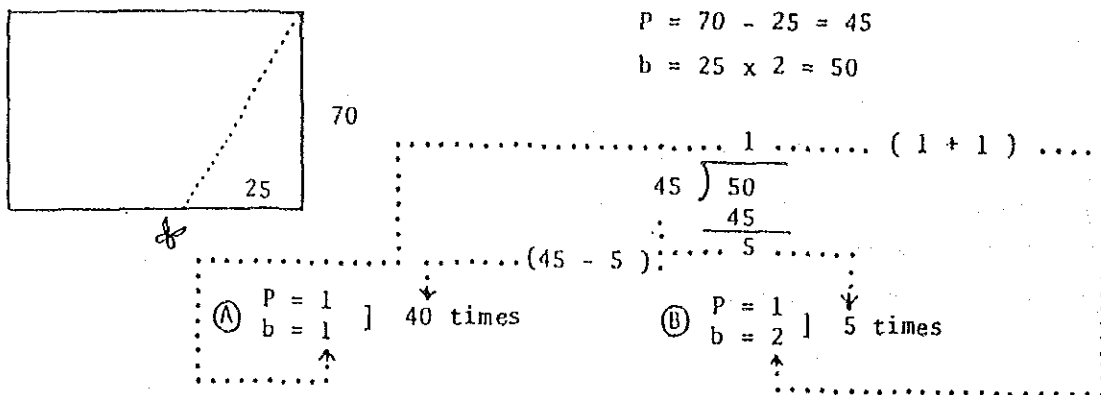 P = 70 - 25 = 45
b = 25 x 2 = 50
70
1 ....... ( 1 + 1 ) ....
25
45 ) 50
45
(45 - 5 )
5
Ⓐ P = 1
b = 1 ] 40 times
Ⓑ P = 1
b = 2 ] 5 times